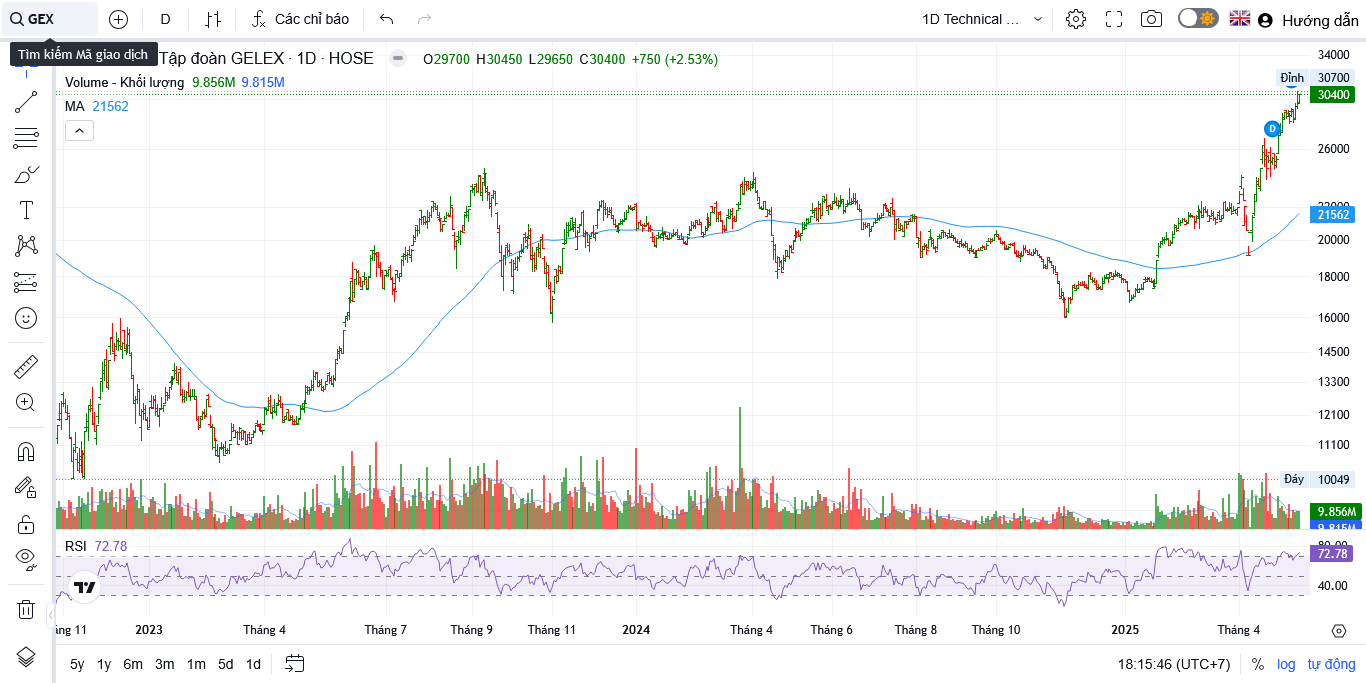 GEX
D
Các chỉ báo
1D Technical ...
Hướng dẫn
Tìm kiếm Mã giao dịch
Tập đoàn GELEX · 1D · HOSE
O29700 H30450 L29650 C30400 +750 (+2.53%)
Volume - Khối lượng 9.856M 9.815M
MA 21562
34000
Đỉnh 30700
30400
D
26000
21562
20000
18000
16000
14500
13300
12100
11100
Đáy 10049
9.856M
9.815M
RSI 72.78
80.00
72.78
40.00
ng 11 2023 Tháng 4 Tháng 7 Tháng 9 Tháng 11 2024 Tháng 4 Tháng 6 Tháng 8 Tháng 10 2025 Tháng 4
5y 1y 6m 3m 1m 5d 1d
18:15:46 (UTC+7) % log tự động